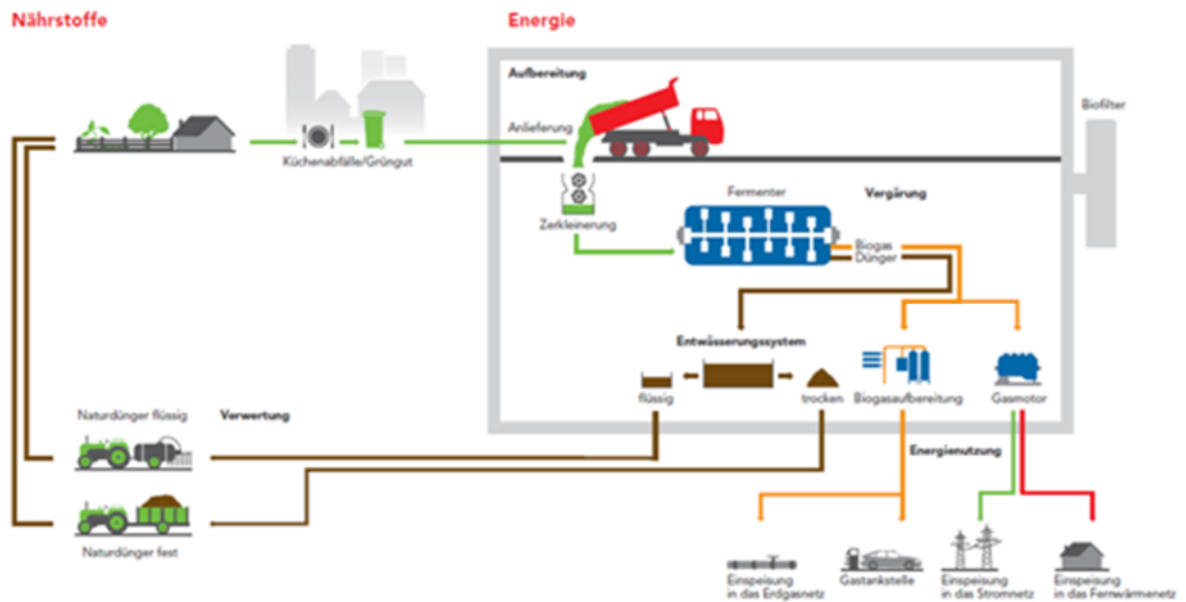 Nährstoffe
Energie
Aufbereitung
Biofilter
Anlieferung
Küchenabfälle/Grüngut
Fermenter
Vergärung
Zerkleinerung
Biogas
Dünger
Entwässerungssystem
flüssig
trocken
Biogasaufbereitung
Gasmotor
Naturdünger flüssig
Verwertung
Energienutzung
Naturdünger fest
Einspeisung
in das Erdgasnetz
Gastankstelle
Einspeisung
in das Stromnetz
Einspeisung
in das Fernwärmenetz